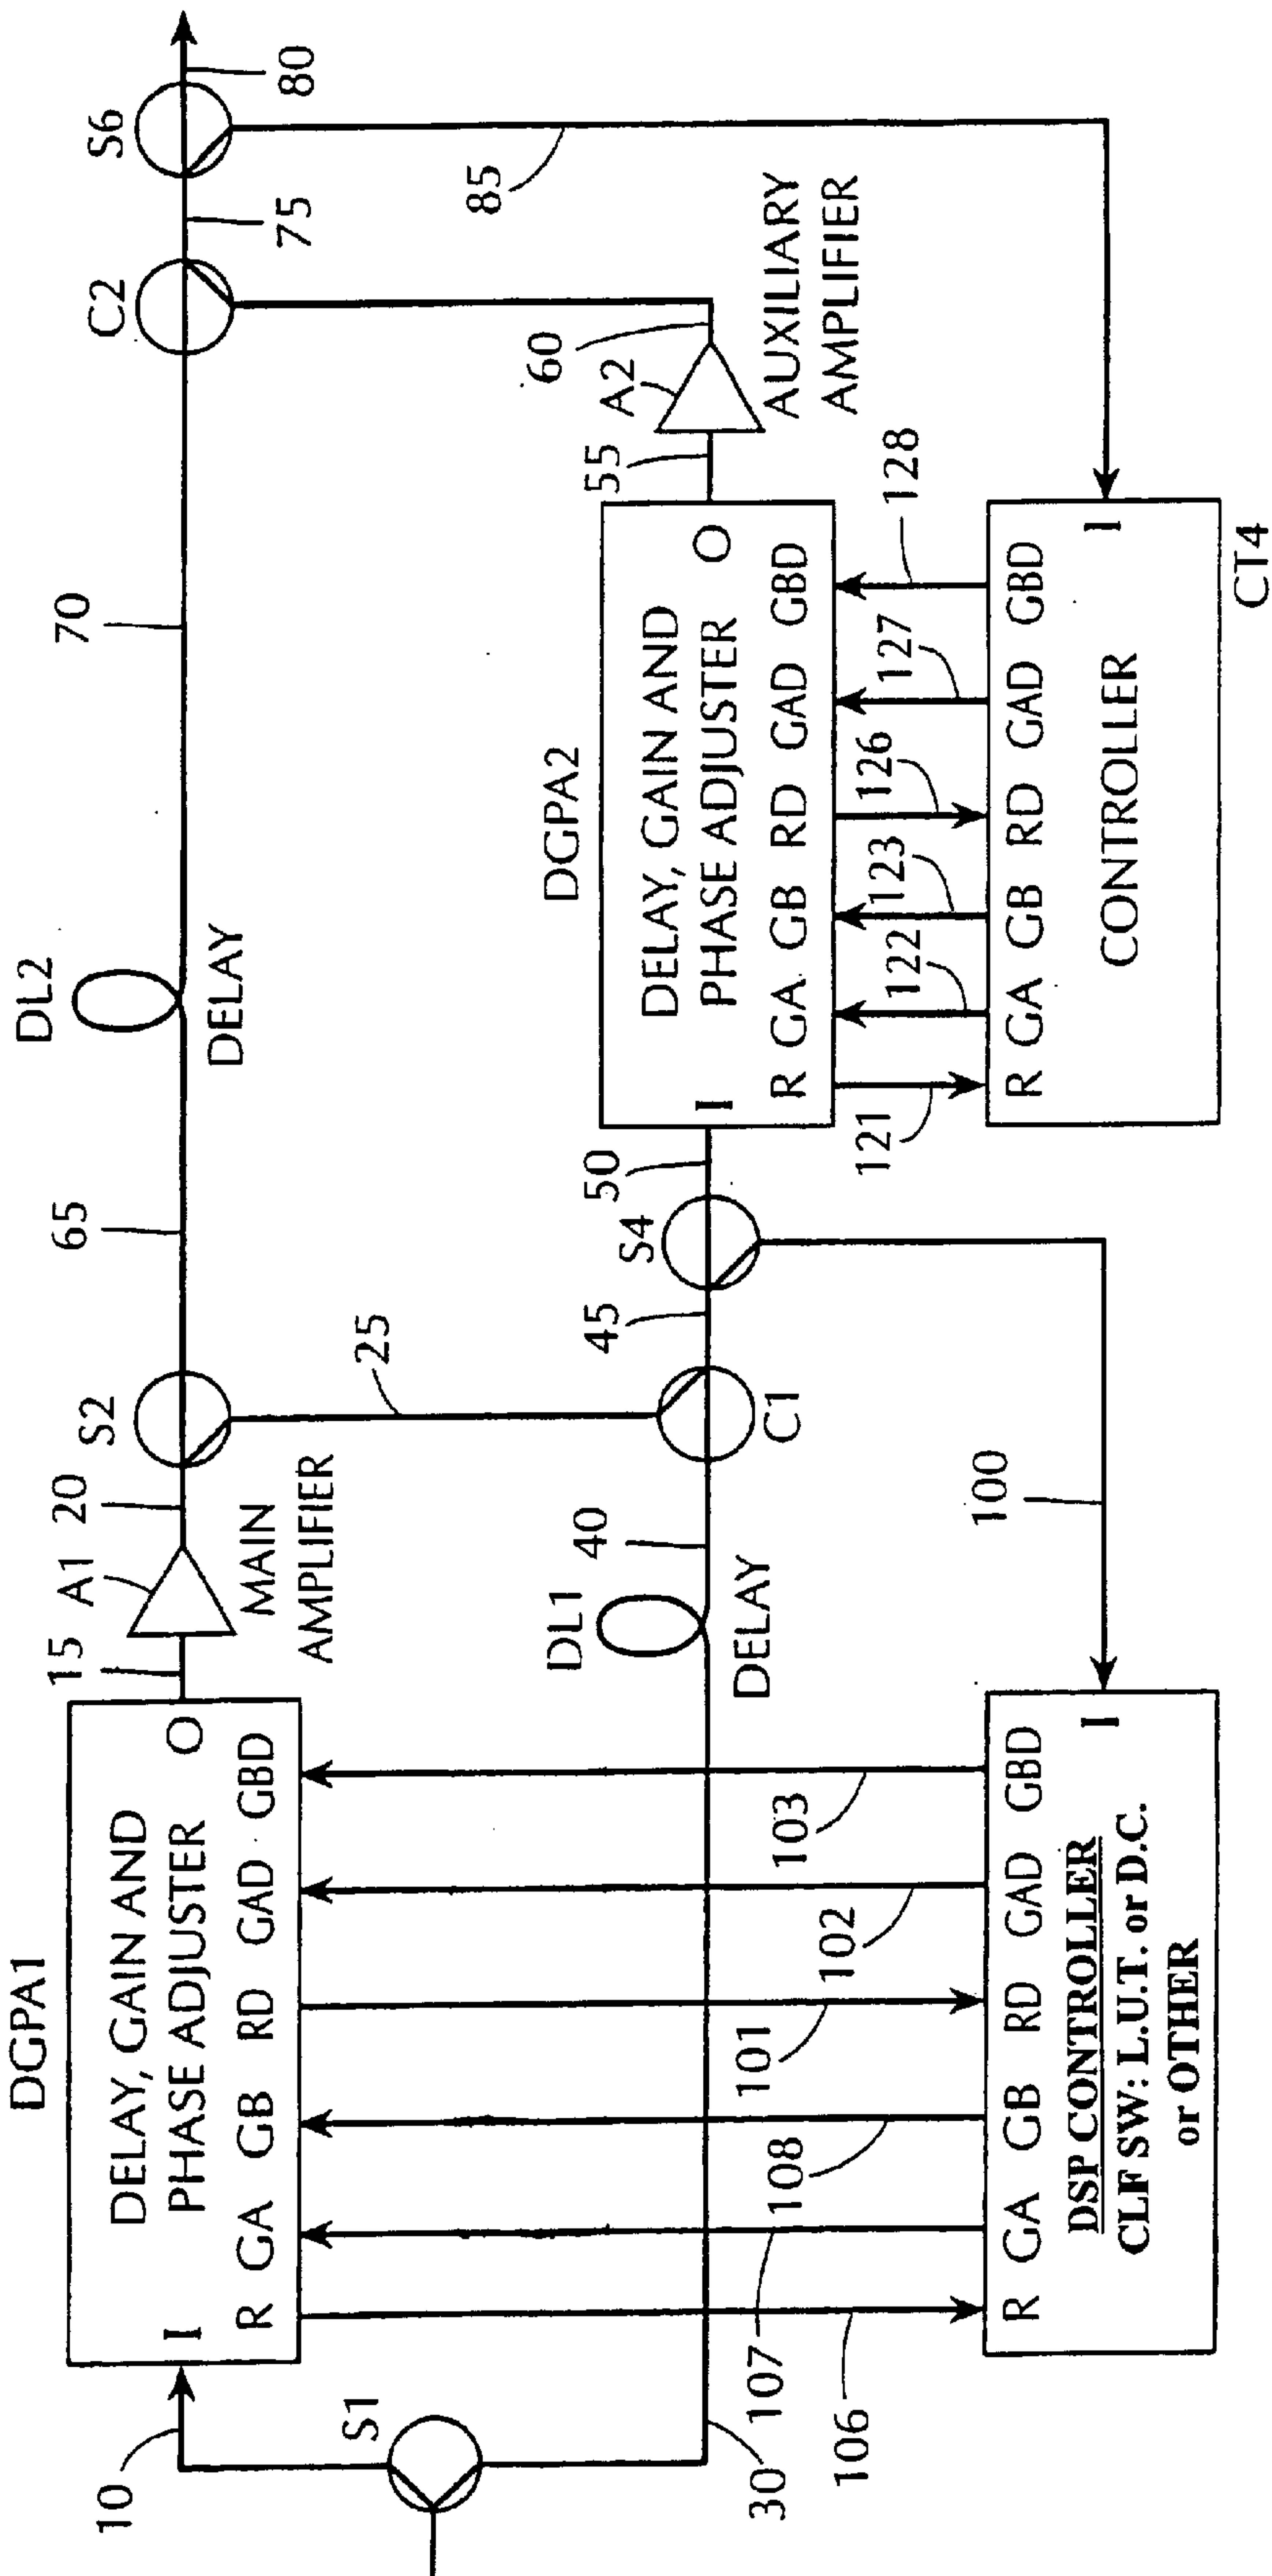 DGPA1
DELAY, GAIN AND
PHASE ADJUSTER
I
O
R GA GB RD GAD GBD
10
S1
15
A1
MAIN
AMPLIFIER
20
S2
25
65
DL2
DELAY
70
C2
75
S6
80
85
30
DL1
DELAY
40
C1
45
S4
50
DGPA2
DELAY, GAIN AND
PHASE ADJUSTER
I
O
R GA GB RD GAD GBD
55
A2
60
AUXILIARY
AMPLIFIER
106
107
108
101
102
103
100
R GA GB RD GAD GBD
I
DSP CONTROLLER
CLF SW: L.U.T. or D.C.
or OTHER
121
122
123
126
127
128
R GA GB RD GAD GBD
I
CONTROLLER
CT4